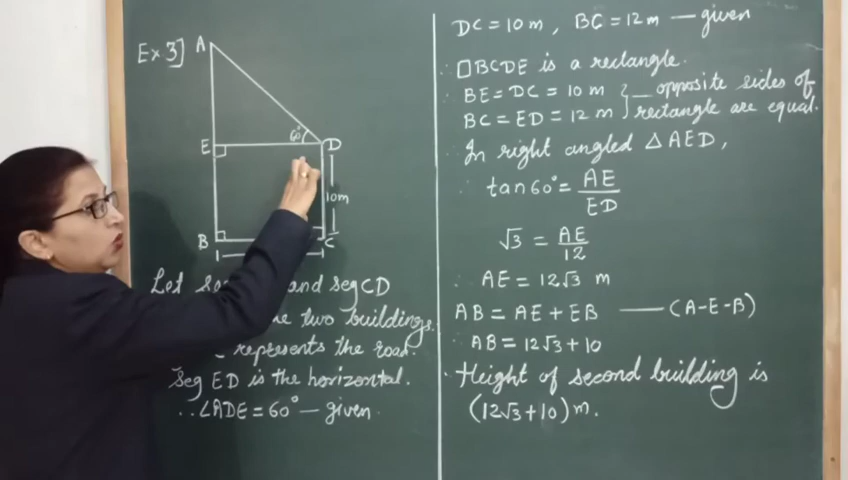 Ex 3]
A
E
60°
D
10m
B
C
Let and seg CD
two buildings.
represents the road.
Seg ED is the horizontal.
∴ ∠ADE = 60° — given
DC = 10 m , BC = 12 m — given
∴ □BCDE is a rectangle.
∴ BE = DC = 10 m } — opposite sides of
BC = ED = 12 m } rectangle are equal.
∴ In right angled △ AED,
∴ tan 60° = AE/ED
√3 = AE/12
∴ AE = 12√3 m
AB = AE + EB — (A-E-B)
∴ AB = 12√3 + 10
∴ Height of second building is
(12√3 + 10) m.